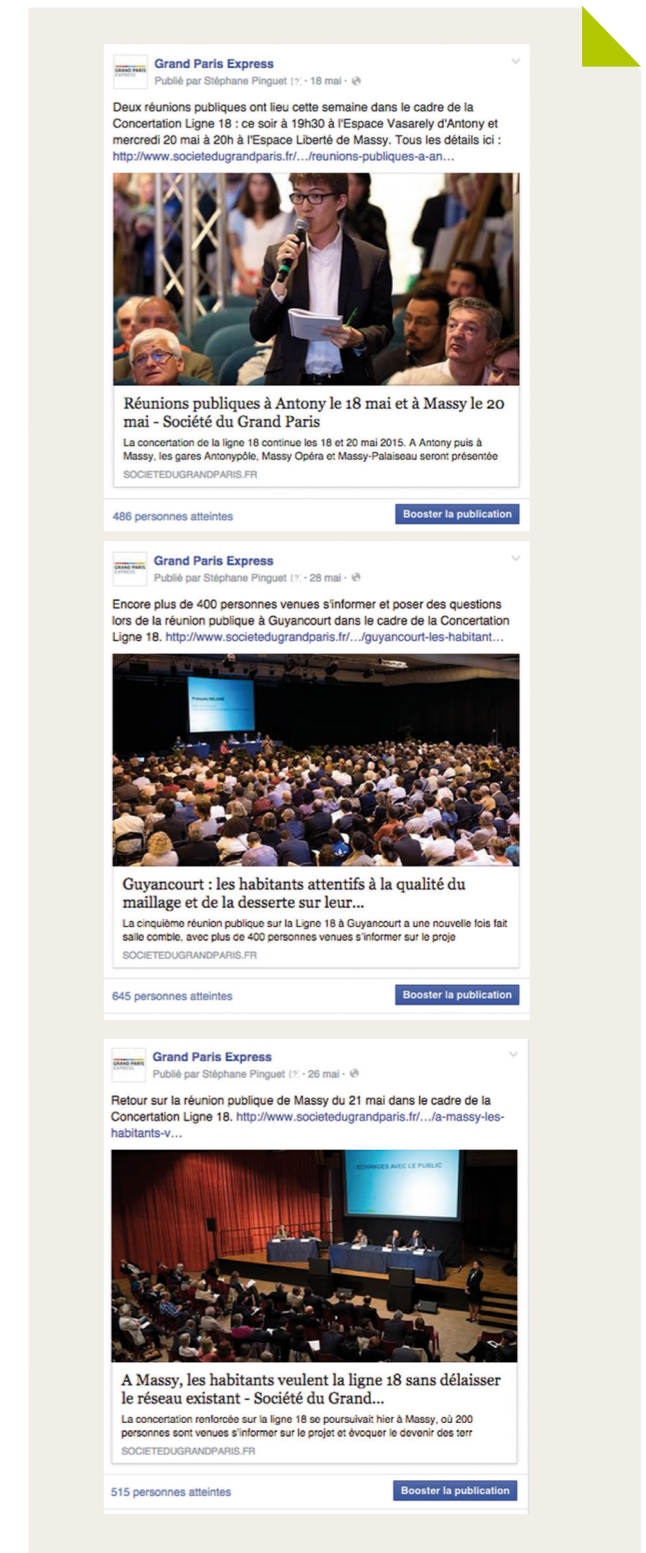 GRAND PARIS
EXPRESS
Grand Paris Express
Publié par Stéphane Pinguet [?] · 18 mai ·
Deux réunions publiques ont lieu cette semaine dans le cadre de la
Concertation Ligne 18 : ce soir à 19h30 à l'Espace Vasarely d'Antony et
mercredi 20 mai à 20h à l'Espace Liberté de Massy. Tous les détails ici :
http://www.societedugrandparis.fr/…/reunions-publiques-a-an…
Réunions publiques à Antony le 18 mai et à Massy le 20
mai - Société du Grand Paris
La concertation de la ligne 18 continue les 18 et 20 mai 2015. A Antony puis à
Massy, les gares Antonypôle, Massy Opéra et Massy-Palaiseau seront présentée
SOCIETEDUGRANDPARIS.FR
486 personnes atteintes
Booster la publication
GRAND PARIS
EXPRESS
Grand Paris Express
Publié par Stéphane Pinguet [?] · 28 mai ·
Encore plus de 400 personnes venues s'informer et poser des questions
lors de la réunion publique à Guyancourt dans le cadre de la Concertation
Ligne 18. http://www.societedugrandparis.fr/…/guyancourt-les-habitant…
Guyancourt : les habitants attentifs à la qualité du
maillage et de la desserte sur leur...
La cinquième réunion publique sur la Ligne 18 à Guyancourt a une nouvelle fois fait
salle comble, avec plus de 400 personnes venues s'informer sur le proje
SOCIETEDUGRANDPARIS.FR
645 personnes atteintes
Booster la publication
GRAND PARIS
EXPRESS
Grand Paris Express
Publié par Stéphane Pinguet [?] · 26 mai ·
Retour sur la réunion publique de Massy du 21 mai dans le cadre de la
Concertation Ligne 18. http://www.societedugrandparis.fr/…/a-massy-les-
habitants-v…
ECHANGES AVEC LE PUBLIC
A Massy, les habitants veulent la ligne 18 sans délaisser
le réseau existant - Société du Grand...
La concertation renforcée sur la ligne 18 se poursuivait hier à Massy, où 200
personnes sont venues s'informer sur le projet et évoquer le devenir des terr
SOCIETEDUGRANDPARIS.FR
515 personnes atteintes
Booster la publication